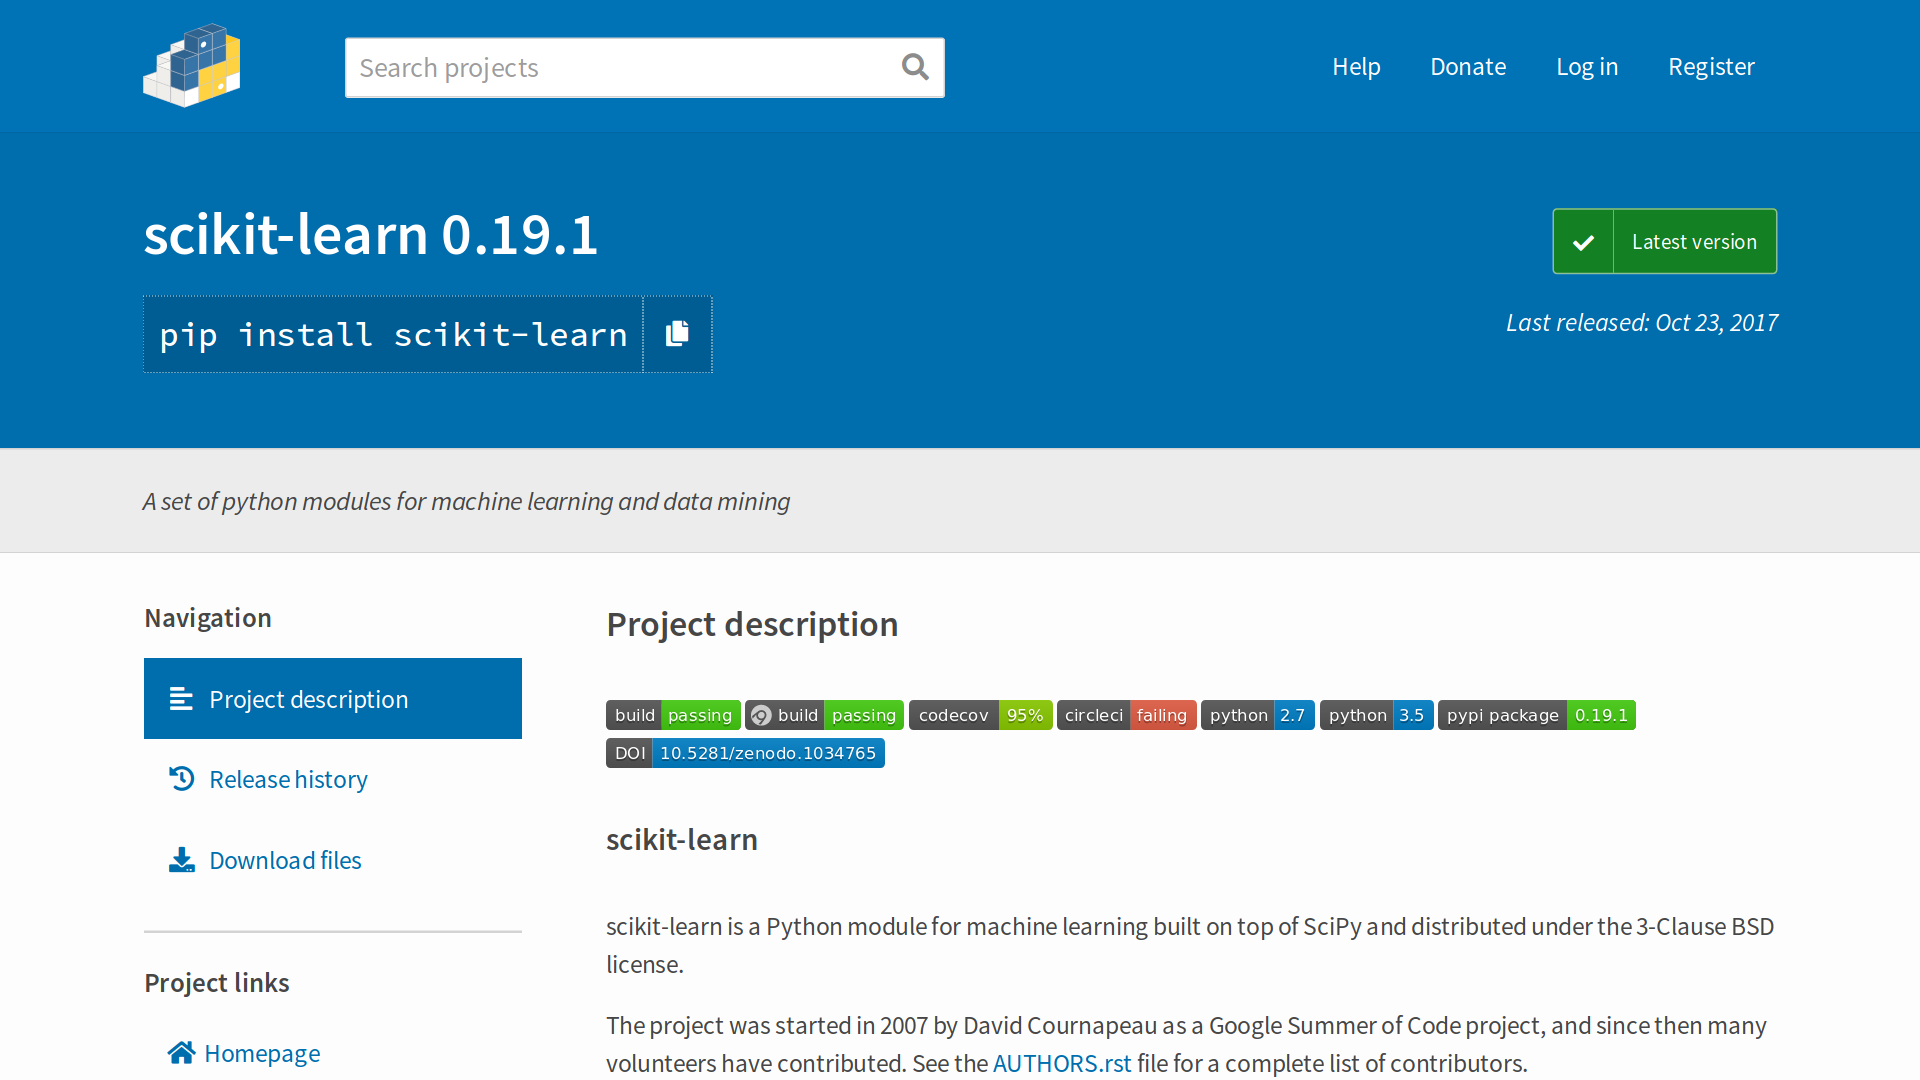 Search projects
Help Donate Log in Register
scikit-learn 0.19.1
Latest version
pip install scikit-learn
Last released: Oct 23, 2017
A set of python modules for machine learning and data mining
Navigation
Project description
Release history
Download files
Project links
Homepage
Project description
build passing build passing codecov 95% circleci failing python 2.7 python 3.5 pypi package 0.19.1
DOI 10.5281/zenodo.1034765
scikit-learn
scikit-learn is a Python module for machine learning built on top of SciPy and distributed under the 3-Clause BSD
license.
The project was started in 2007 by David Cournapeau as a Google Summer of Code project, and since then many
volunteers have contributed. See the AUTHORS.rst file for a complete list of contributors.